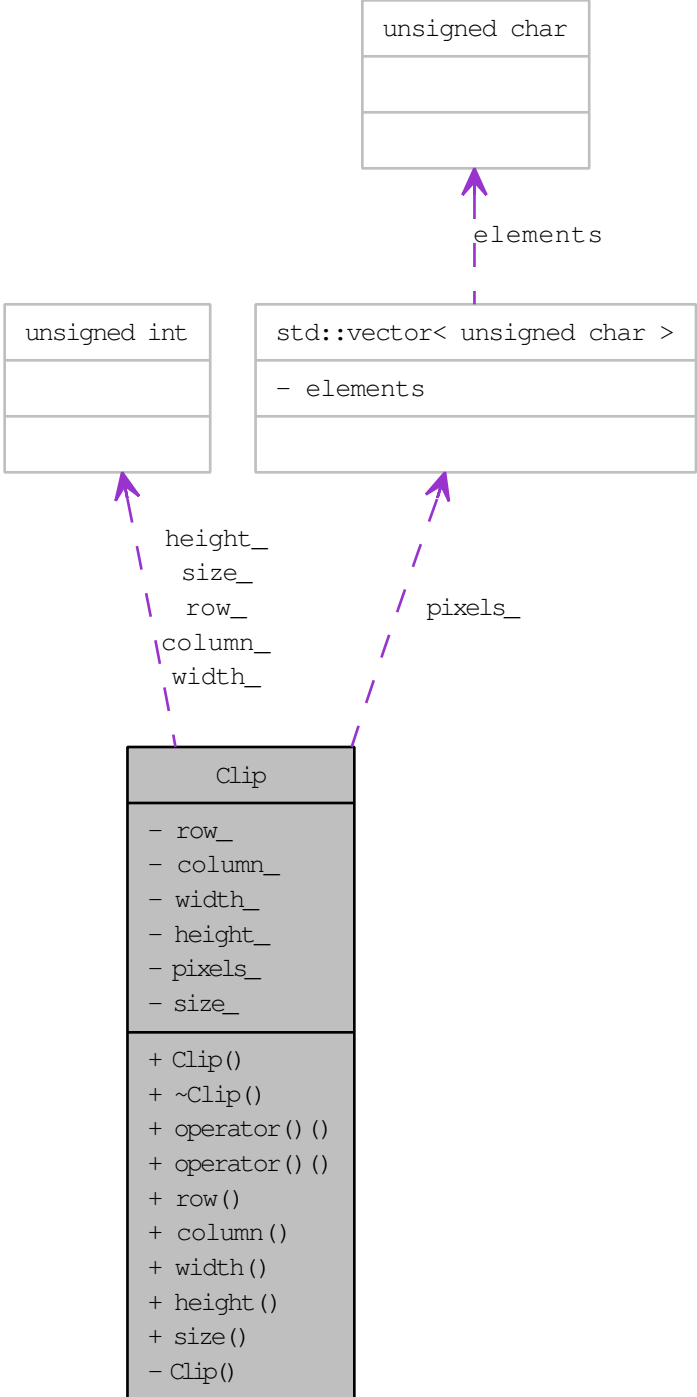 unsigned char
elements
unsigned int
std::vector< unsigned char >
- elements
height_
size_
row_
column_
width_
pixels_
Clip
- row_
- column_
- width_
- height_
- pixels_
- size_
+ Clip()
+ ~Clip()
+ operator()()
+ operator()()
+ row()
+ column()
+ width()
+ height()
+ size()
- Clip()